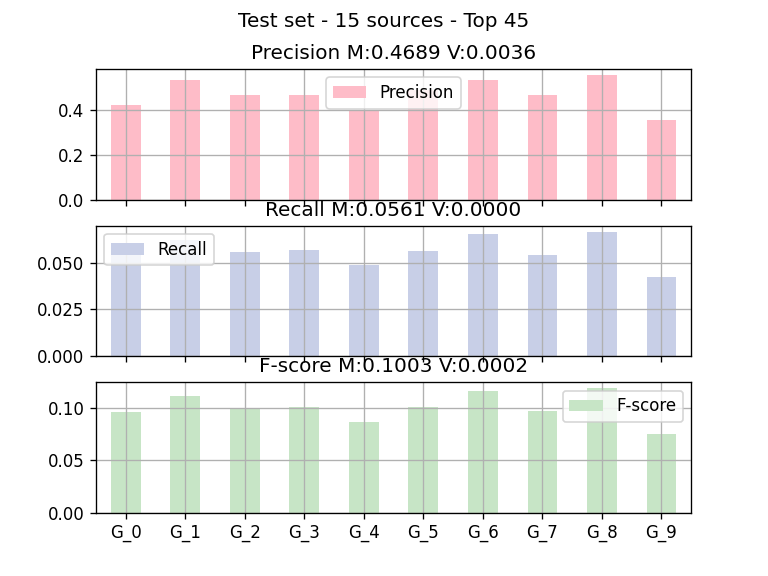 Test set - 15 sources - Top 45
Precision M:0.4689 V:0.0036
0.4
0.2
0.0
Precision
Recall M:0.0561 V:0.0000
0.050
0.025
0.000
Recall
F-score M:0.1003 V:0.0002
0.10
0.05
0.00
F-score
G_0 G_1 G_2 G_3 G_4 G_5 G_6 G_7 G_8 G_9